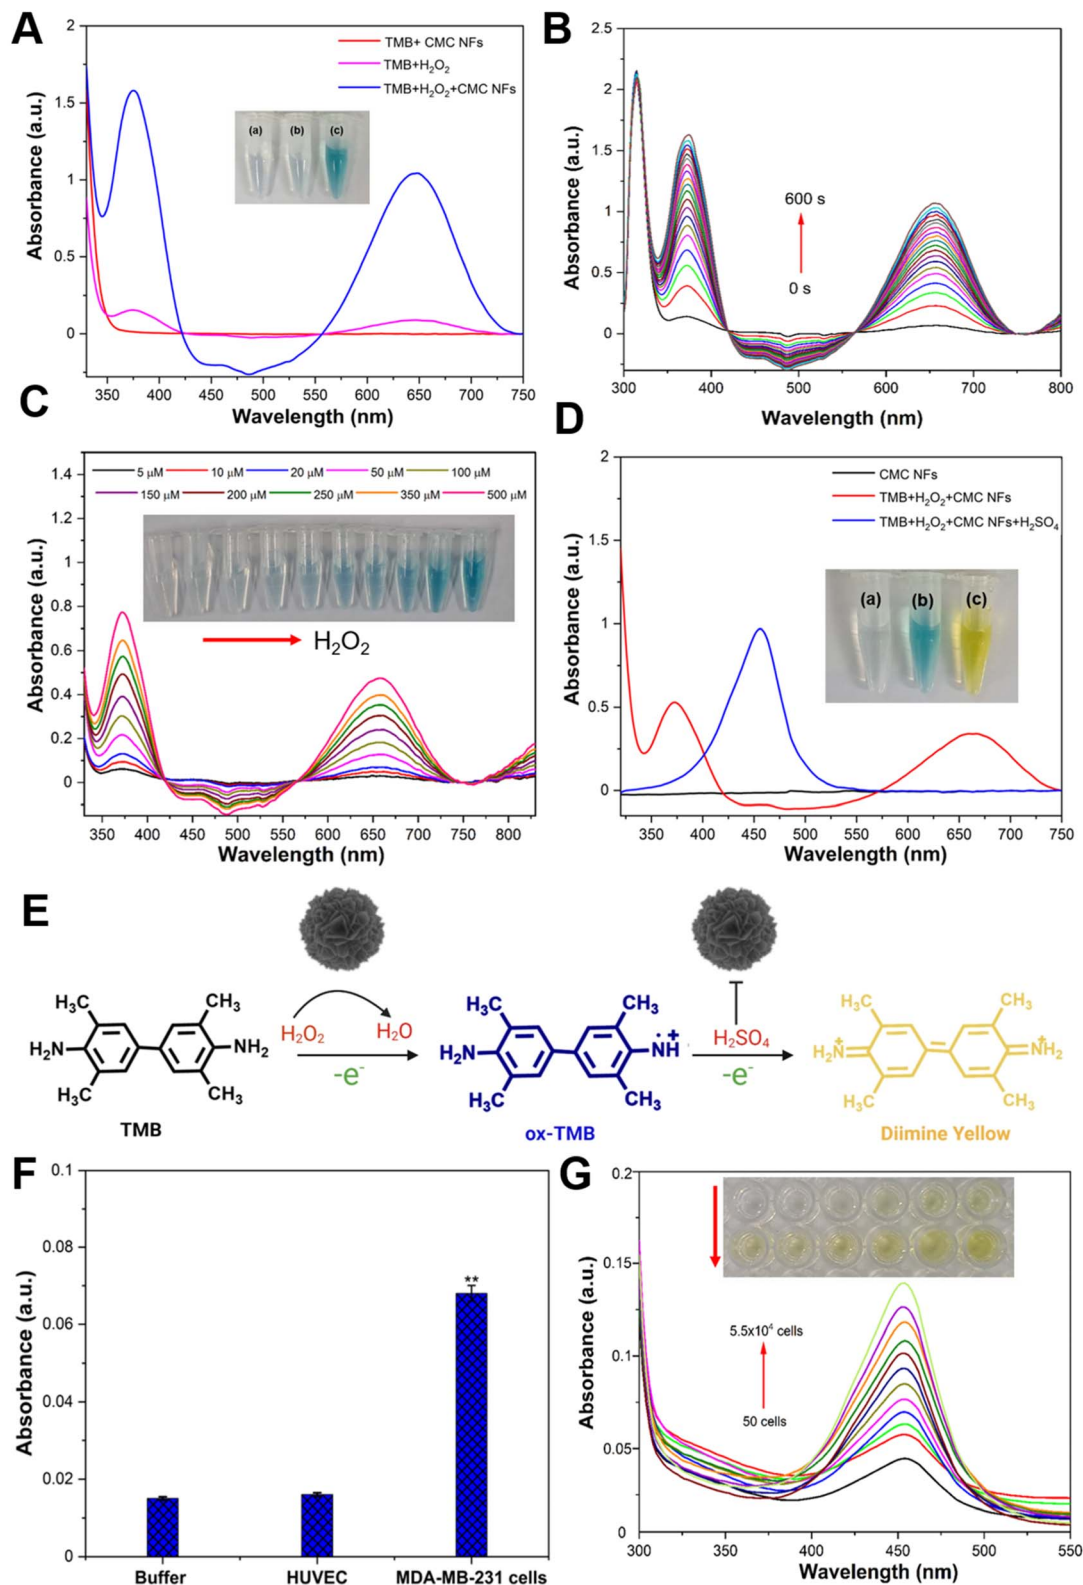 A
2
1.5
1
0.5
0
330
400
450
500
550
600
650
700
750
Absorbance (a.u.)
Wavelength (nm)
TMB+ CMC NFs
TMB+H₂O₂
TMB+H₂O₂+CMC NFs
(a)
(b)
(c)
B
2.5
2.0
1.5
1.0
0.5
0
300
400
500
600
700
800
Absorbance (a.u.)
Wavelength (nm)
600 s
0 s
C
1.4
1.2
1
0.8
0.6
0.4
0.2
0
350
400
450
500
550
600
650
700
750
800
Absorbance (a.u.)
Wavelength (nm)
5 μM 10 μM 20 μM 50 μM 100 μM
150 μM 200 μM 250 μM 350 μM 500 μM
H₂O₂
D
2
1.5
1
0.5
0
350
400
450
500
550
600
650
700
750
Absorbance (a.u.)
Wavelength (nm)
CMC NFs
TMB+H₂O₂+CMC NFs
TMB+H₂O₂+CMC NFs+H₂SO₄
(a)
(b)
(c)
E
H₃C
CH₃
H₂N
NH₂
H₃C
CH₃
TMB
H₂O₂
H₂O
-e⁻
H₃C
CH₃
H₂N
NH
H₃C
CH₃
ox-TMB
H₂SO₄
-e⁻
H₃C
CH₃
H₂N
NH₂
H₃C
CH₃
Diimine Yellow
F
0.1
0.08
0.06
0.04
0.02
0
Absorbance (a.u.)
**
Buffer
HUVEC
MDA-MB-231 cells
G
0.2
0.15
0.1
0.05
0
300
350
400
450
500
550
Absorbance (a.u.)
Wavelength (nm)
5.5x10⁴ cells
50 cells